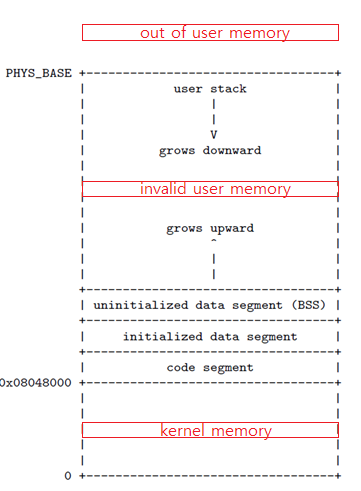 out of user memory
PHYS_BASE +----------------------------------+
| user stack |
| | |
| | |
| V |
| grows downward |
invalid user memory
| grows upward |
| ^ |
| | |
| | |
+----------------------------------+
| uninitialized data segment (BSS) |
+----------------------------------+
| initialized data segment |
+----------------------------------+
| code segment |
0x08048000 +----------------------------------+
| |
kernel memory
| |
0 +----------------------------------+